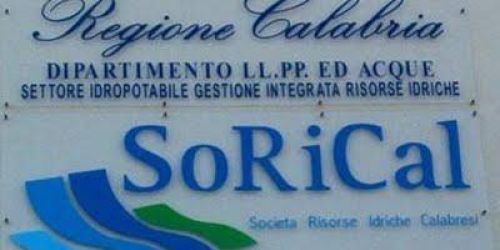 Regione Calabria
DIPARTIMENTO LL.PP. ED ACQUE
SETTORE IDROPOTABILE GESTIONE INTEGRATA RISORSE IDRICHE
SoRiCal
Societa Risorse Idriche Calabresi